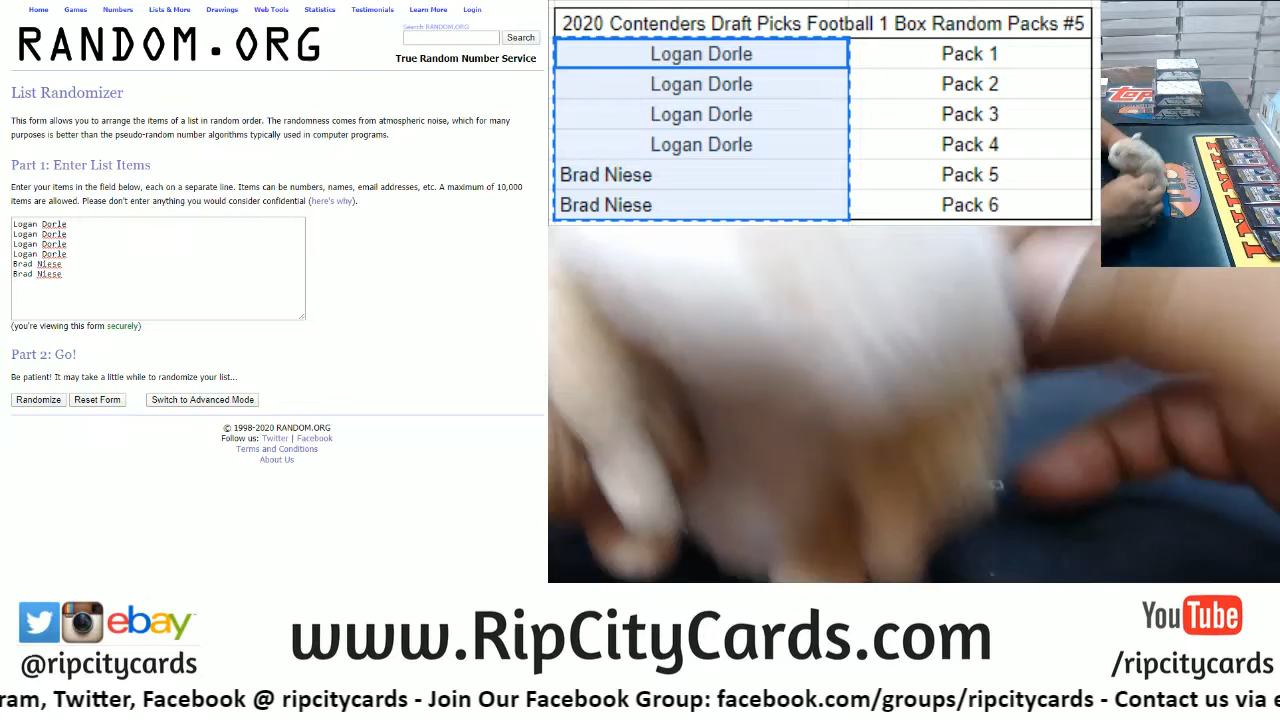 Home Games Numbers Lists & More Drawings Web Tools Statistics Testimonials Learn More Login
RANDOM.ORG
Search RANDOM.ORG
Search
True Random Number Service
List Randomizer
This form allows you to arrange the items of a list in random order. The randomness comes from atmospheric noise, which for many
purposes is better than the pseudo-random number algorithms typically used in computer programs.
Part 1: Enter List Items
Enter your items in the field below, each on a separate line. Items can be numbers, names, email addresses, etc. A maximum of 10,000
items are allowed. Please don't enter anything you would consider confidential (here's why).
Logan Dorle
Logan Dorle
Logan Dorle
Logan Dorle
Brad Niese
Brad Niese
(you're viewing this form securely)
Part 2: Go!
Be patient! It may take a little while to randomize your list...
Randomize Reset Form Switch to Advanced Mode
© 1998-2020 RANDOM.ORG
Follow us: Twitter | Facebook
Terms and Conditions
About Us
2020 Contenders Draft Picks Football 1 Box Random Packs #5
Logan Dorle Pack 1
Logan Dorle Pack 2
Logan Dorle Pack 3
Logan Dorle Pack 4
Brad Niese Pack 5
Brad Niese Pack 6
ebay
@ripcitycards
www.RipCityCards.com
YouTube
/ripcitycards
ram, Twitter, Facebook @ ripcitycards - Join Our Facebook Group: facebook.com/groups/ripcitycards - Contact us via e